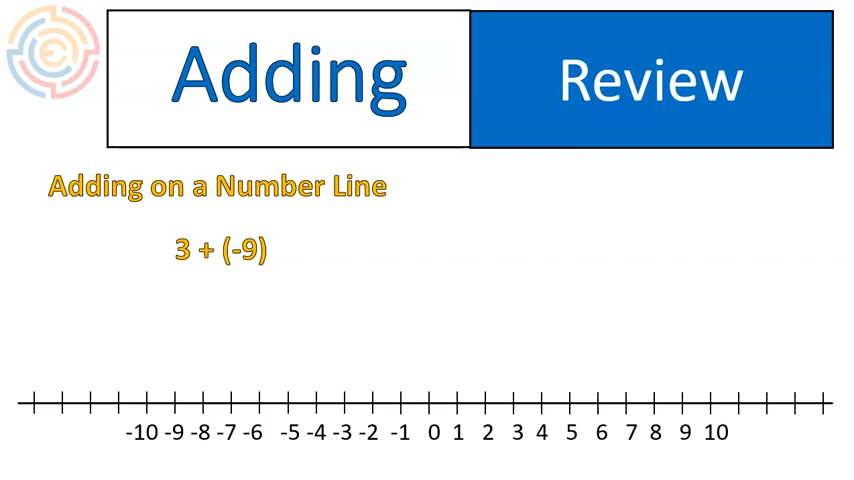 Adding
Review
Adding on a Number Line
3 + (-9)
-10 -9 -8 -7 -6 -5 -4 -3 -2 -1 0 1 2 3 4 5 6 7 8 9 10